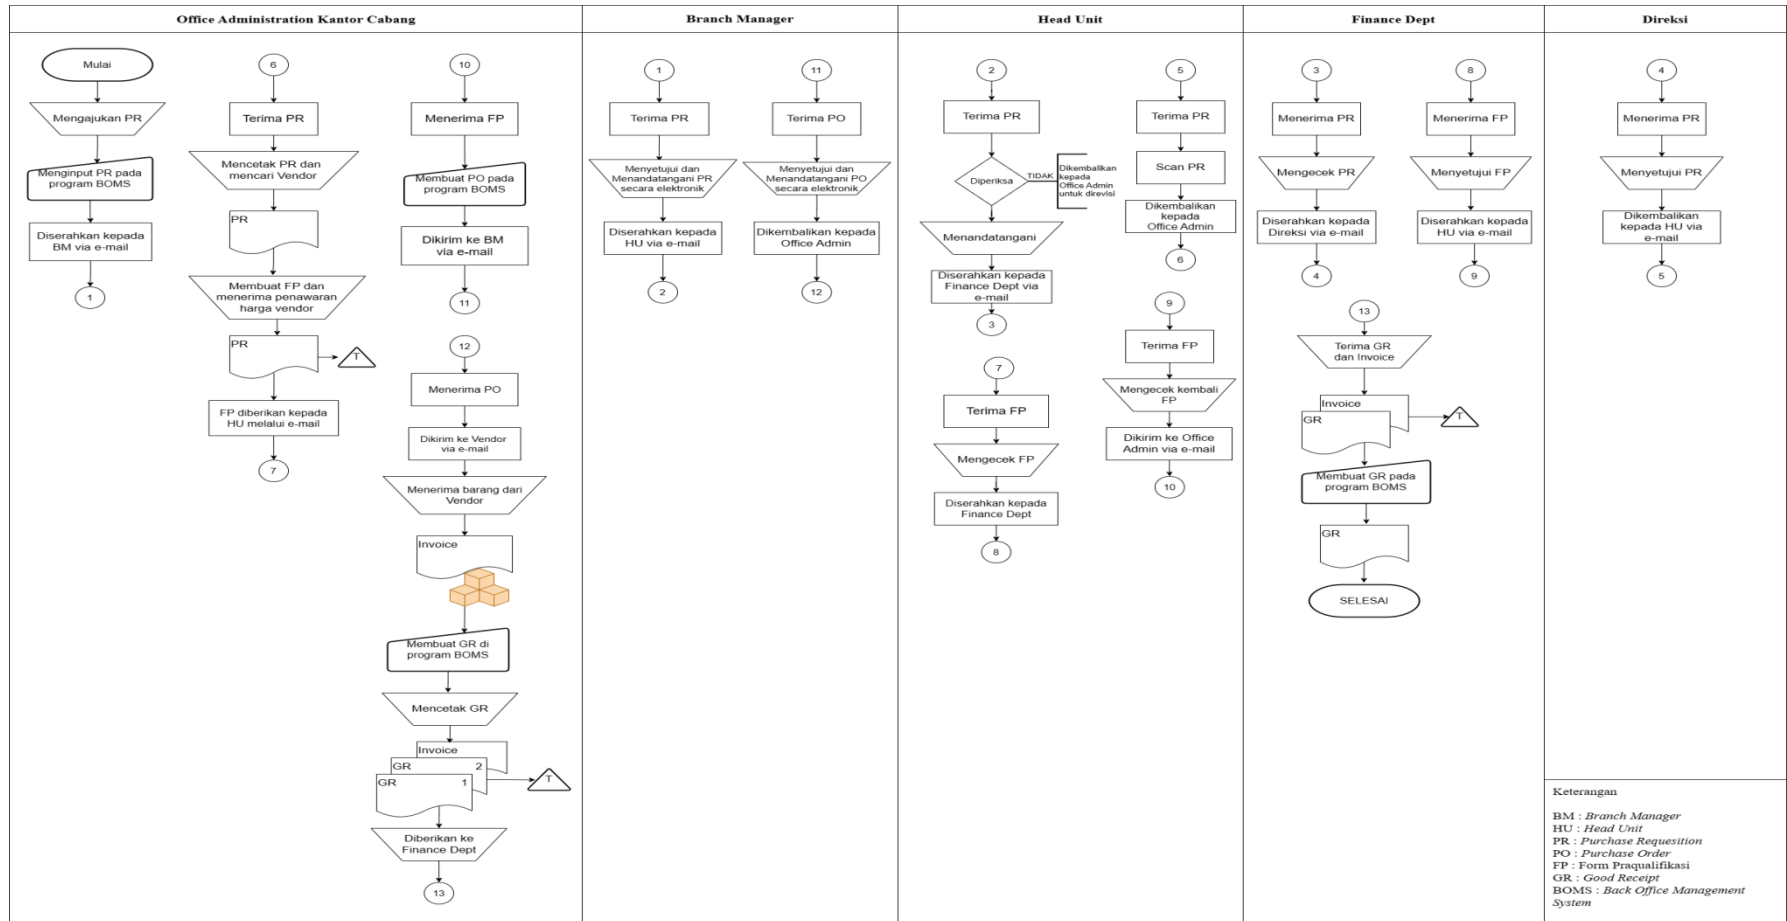 Office Administration Kantor Cabang
Mulai
Mengajukan PR
Menginput PR pada
program BOMS
Diserahkan kepada
BM via e-mail
1
6
Terima PR
Mencetak PR dan
mencari Vendor
PR
Membuat FP dan
menerima penawaran
harga vendor
PR
T
FP diberikan kepada
HU melalui e-mail
7
10
Menerima FP
Membuat PO pada
program BOMS
Dikirim ke BM
via e-mail
11
12
Menerima PO
Dikirim ke Vendor
via e-mail
Menerima barang dari
Vendor
Invoice
Membuat GR di
program BOMS
Mencetak GR
Invoice
GR 2
GR 1
T
Diberikan ke
Finance Dept
13
Branch Manager
1
Terima PR
Menyetujui dan
Menandatangani PR
secara elektronik
Diserahkan kepada
HU via e-mail
2
11
Terima PO
Menyetujui dan
Menandatangani PO
secara elektronik
Dikembalikan kepada
Office Admin
12
Head Unit
2
Terima PR
Diperiksa
TIDAK
Dikembalikan
kepada
Office Admin
untuk direvisi
Menandatangani
Diserahkan kepada
Finance Dept via
e-mail
3
7
Terima FP
Mengecek FP
Diserahkan kepada
Finance Dept
8
5
Terima PR
Scan PR
Dikembalikan
kepada
Office Admin
6
9
Terima FP
Mengecek kembali
FP
Dikirim ke Office
Admin via e-mail
10
Finance Dept
3
Menerima PR
Mengecek PR
Diserahkan kepada
Direksi via e-mail
4
8
Menerima FP
Menyetujui FP
Diserahkan kepada
HU via e-mail
9
13
Terima GR
dan Invoice
Invoice
GR
T
Membuat GR pada
program BOMS
GR
SELESAI
Direksi
4
Menerima PR
Menyetujui PR
Dikembalikan
kepada HU via
e-mail
5
Keterangan
BM : Branch Manager
HU : Head Unit
PR : Purchase Requesition
PO : Purchase Order
FP : Form Praqualifikasi
GR : Good Receipt
BOMS : Back Office Management
System